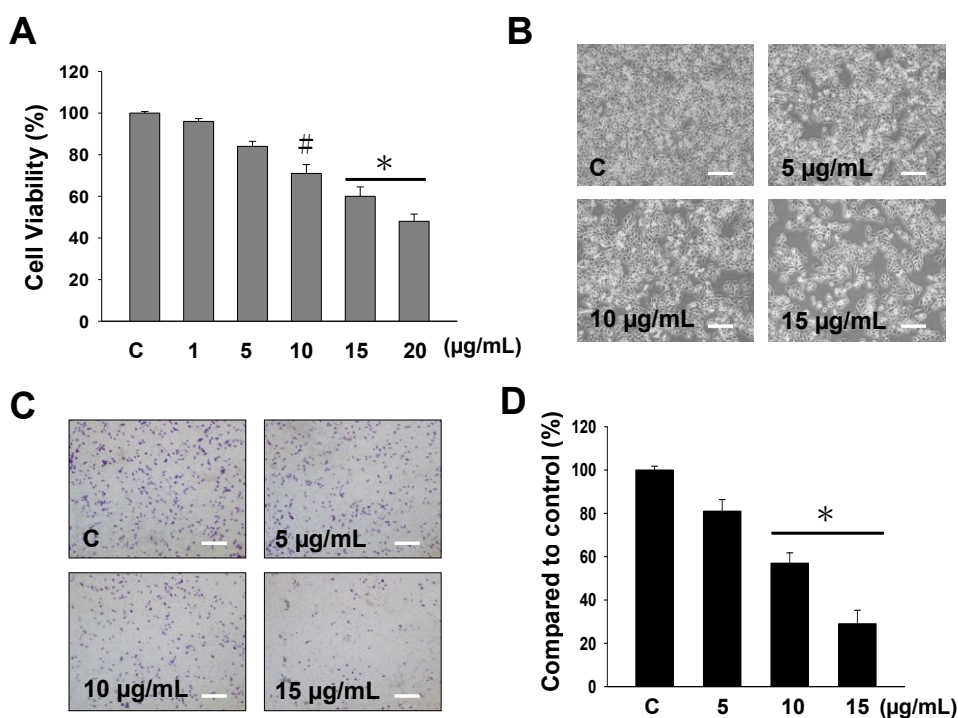 A
Cell Viability (%)
120
100
80
60
40
20
0
#
*
C 1 5 10 15 20 (µg/mL)
B
C
5 µg/mL
10 µg/mL
15 µg/mL
C
C
5 µg/mL
10 µg/mL
15 µg/mL
D
Compared to control (%)
120
100
80
60
40
20
0
*
C 5 10 15 (µg/mL)